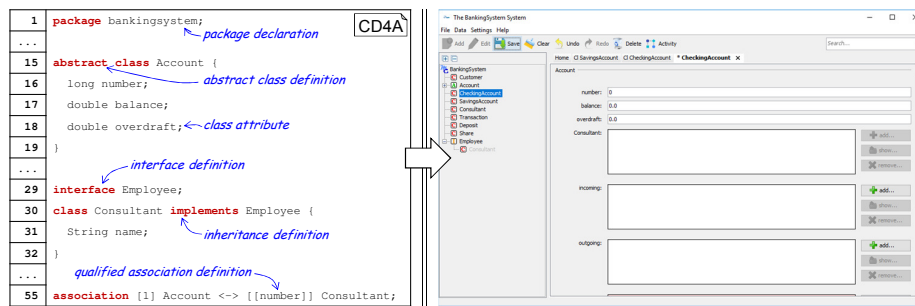 CD4A
1 package bankingsystem;
package declaration
...
15 abstract class Account {
16 long number;
abstract class definition
17 double balance;
18 double overdraft;
class attribute
19 }
...
interface definition
29 interface Employee;
30 class Consultant implements Employee {
31 String name;
inheritance definition
32 }
...
qualified association definition
55 association [1] Account <-> [[number]] Consultant;
The BankingSystem System
File Data Settings Help
Add Edit Save Clear Undo Redo Delete Activity Search...
Home CI SavingsAccount CI CheckingAccount * CheckingAccount ×
BankingSystem
C Customer
A Account
C CheckingAccount
C SavingsAccount
C Consultant
C Transaction
C Deposit
C Share
I Employee
C Consultant
Account
number: 0
balance: 0.0
overdraft: 0.0
Consultant:
add...
show...
remove...
incoming:
add...
show...
remove...
outgoing:
add...
show...
remove...